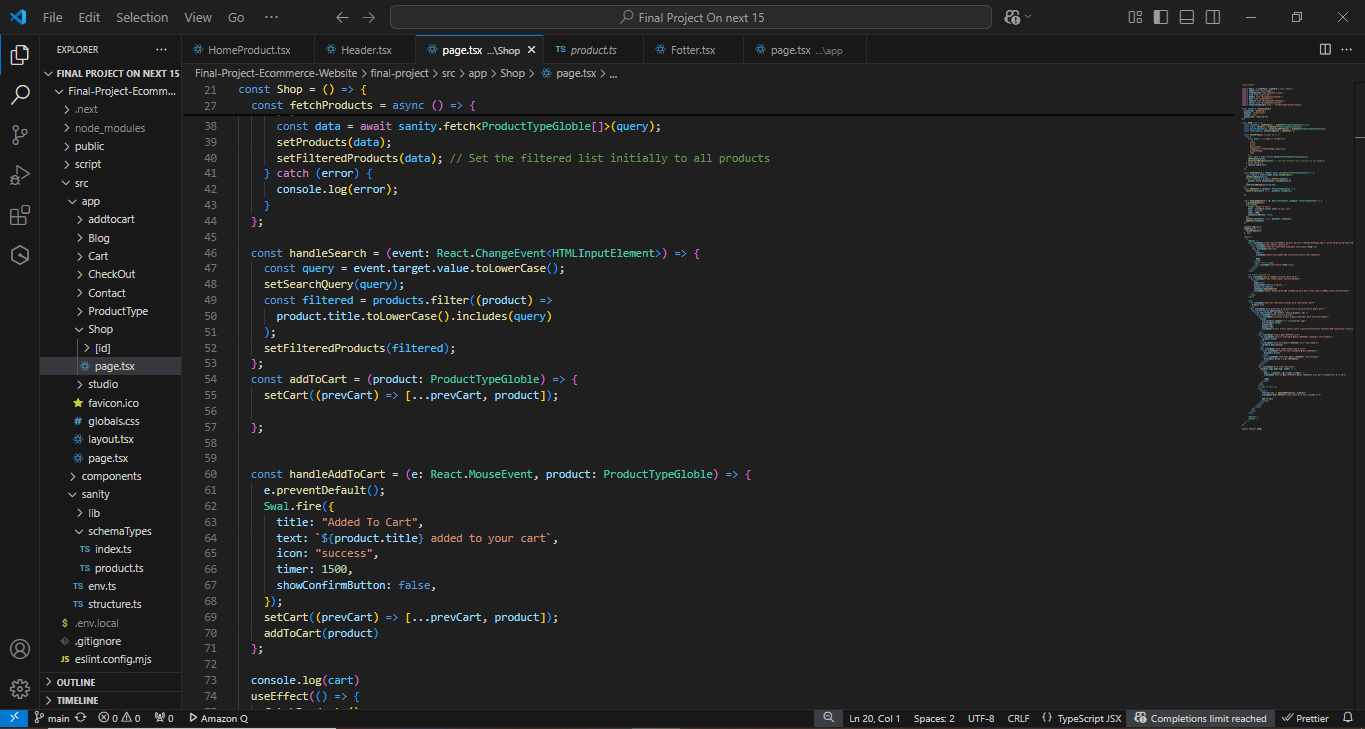 File Edit Selection View Go ··· Final Project On next 15
EXPLORER ···
HomeProduct.tsx Header.tsx page.tsx ...\Shop TS product.ts Fotter.tsx page.tsx ...\app
FINAL PROJECT ON NEXT 15
Final-Project-Ecomm...
.next
node_modules
public
script
src
app
addtocart
Blog
Cart
CheckOut
Contact
ProductType
Shop
[id]
page.tsx
studio
favicon.ico
# globals.css
layout.tsx
page.tsx
components
sanity
lib
schemaTypes
TS index.ts
TS product.ts
TS env.ts
TS structure.ts
$ .env.local
.gitignore
JS eslint.config.mjs
OUTLINE
TIMELINE
Final-Project-Ecommerce-Website > final-project > src > app > Shop > page.tsx > ...
21 const Shop = () => {
27 const fetchProducts = async () => {
38 const data = await sanity.fetch<ProductTypeGloble[]>(query);
39 setProducts(data);
40 setFilteredProducts(data); // Set the filtered list initially to all products
41 } catch (error) {
42 console.log(error);
43 }
44 };
45
46 const handleSearch = (event: React.ChangeEvent<HTMLInputElement>) => {
47 const query = event.target.value.toLowerCase();
48 setSearchQuery(query);
49 const filtered = products.filter((product) =>
50 product.title.toLowerCase().includes(query)
51 );
52 setFilteredProducts(filtered);
53 };
54 const addToCart = (product: ProductTypeGloble) => {
55 setCart((prevCart) => [...prevCart, product]);
56
57 };
58
59
60 const handleAddToCart = (e: React.MouseEvent, product: ProductTypeGloble) => {
61 e.preventDefault();
62 Swal.fire({
63 title: "Added To Cart",
64 text: `${product.title} added to your cart`,
65 icon: "success",
66 timer: 1500,
67 showConfirmButton: false,
68 });
69 setCart((prevCart) => [...prevCart, product]);
70 addToCart(product)
71 };
72
73 console.log(cart)
74 useEffect(() => {
main 0 0 0 Amazon Q Ln 20, Col 1 Spaces: 2 UTF-8 CRLF {} TypeScript JSX Completions limit reached Prettier